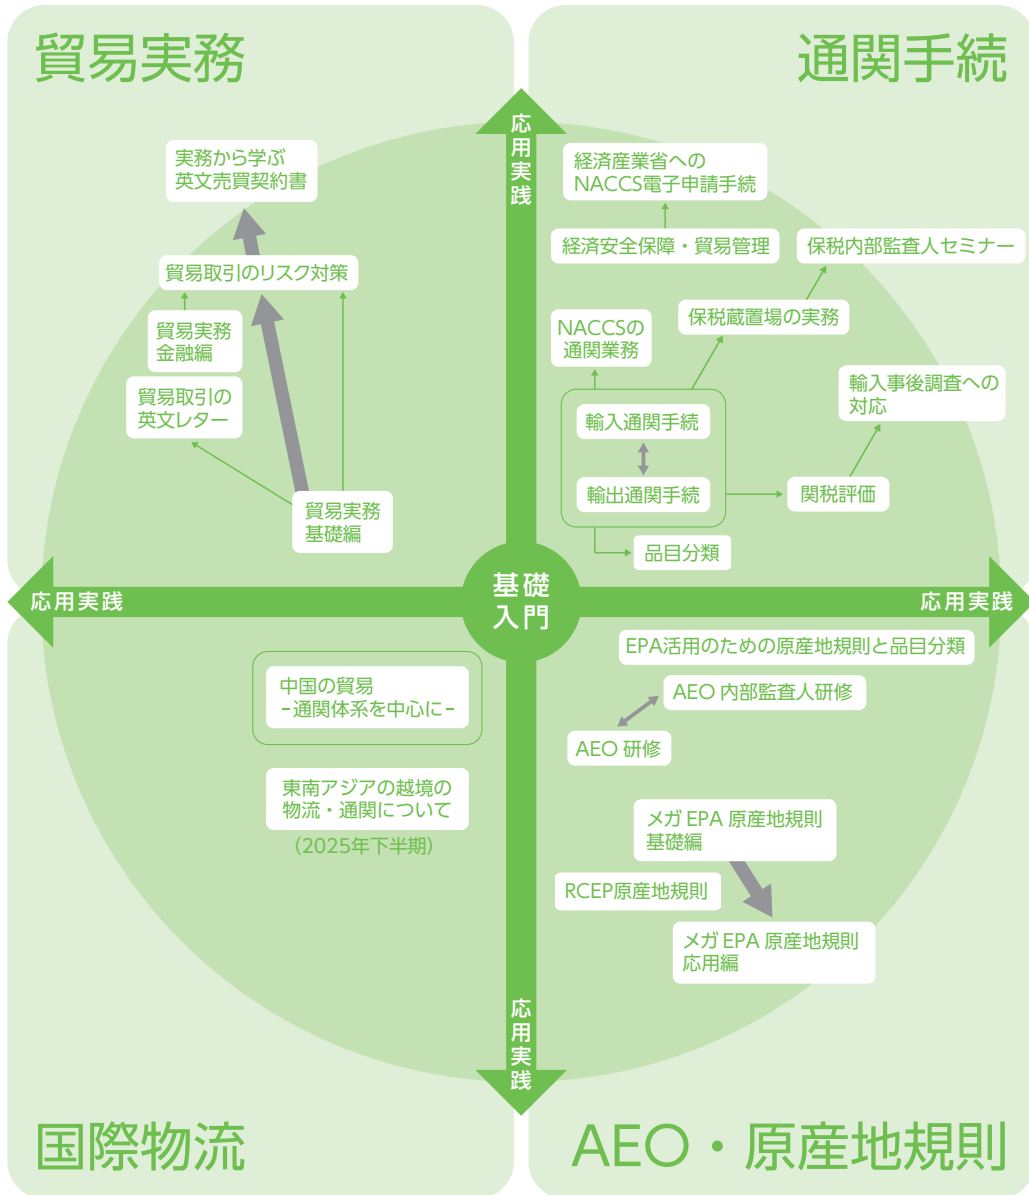 貿易実務
通関手続
応用実践
実務から学ぶ
英文売買契約書
貿易取引のリスク対策
貿易実務
金融編
貿易取引の
英文レター
貿易実務
基礎編
経済産業省への
NACCS電子申請手続
経済安全保障・貿易管理
保税内部監査人セミナー
NACCSの
通関業務
保税蔵置場の実務
輸入事後調査への
対応
輸入通関手続
輸出通関手続
関税評価
品目分類
応用実践
基礎
入門
応用実践
中国の貿易
-通関体系を中心に-
東南アジアの越境の
物流・通関について
（2025年下半期）
EPA活用のための原産地規則と品目分類
AEO 内部監査人研修
AEO 研修
メガ EPA 原産地規則
基礎編
RCEP原産地規則
メガ EPA 原産地規則
応用編
応用実践
国際物流
AEO・原産地規則